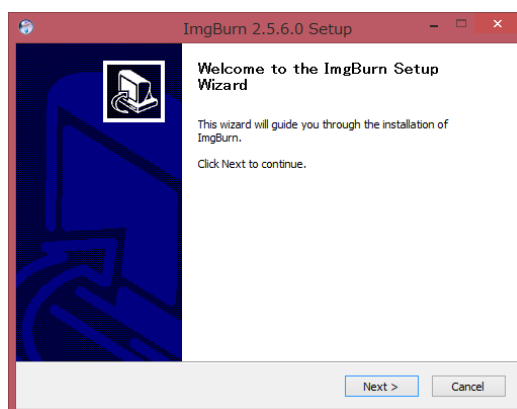 ImgBurn 2.5.6.0 Setup
Welcome to the ImgBurn Setup
Wizard
This wizard will guide you through the installation of
ImgBurn.
Click Next to continue.
Next >
Cancel